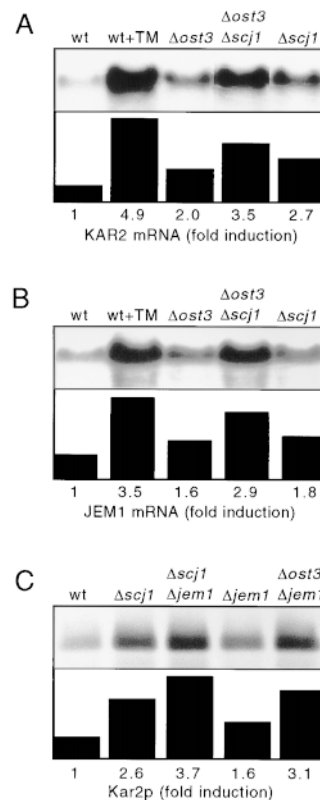 A
Δost3
wt wt+TM Δost3 Δscj1 Δscj1
1 4.9 2.0 3.5 2.7
KAR2 mRNA (fold induction)
B
Δost3
wt wt+TM Δost3 Δscj1 Δscj1
1 3.5 1.6 2.9 1.8
JEM1 mRNA (fold induction)
C
Δscj1 Δost3
wt Δscj1 Δjem1 Δjem1 Δjem1
1 2.6 3.7 1.6 3.1
Kar2p (fold induction)